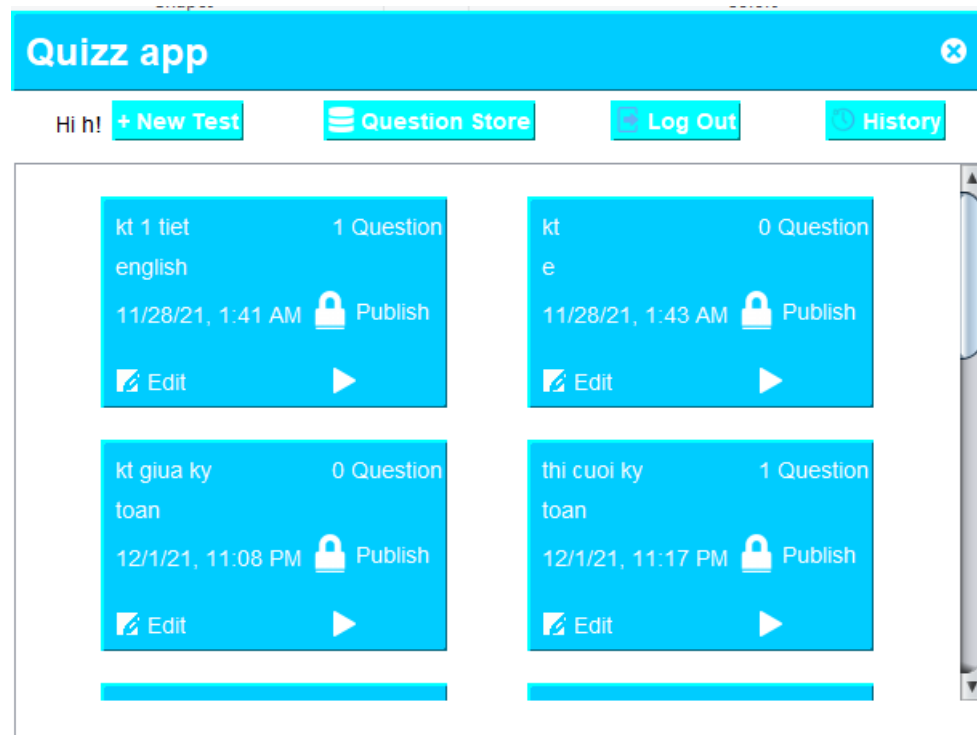 Quizz app
Hi h! + New Test Question Store Log Out History
kt 1 tiet 1 Question
english
11/28/21, 1:41 AM Publish
Edit
kt 0 Question
e
11/28/21, 1:43 AM Publish
Edit
kt giua ky 0 Question
toan
12/1/21, 11:08 PM Publish
Edit
thi cuoi ky 1 Question
toan
12/1/21, 11:17 PM Publish
Edit